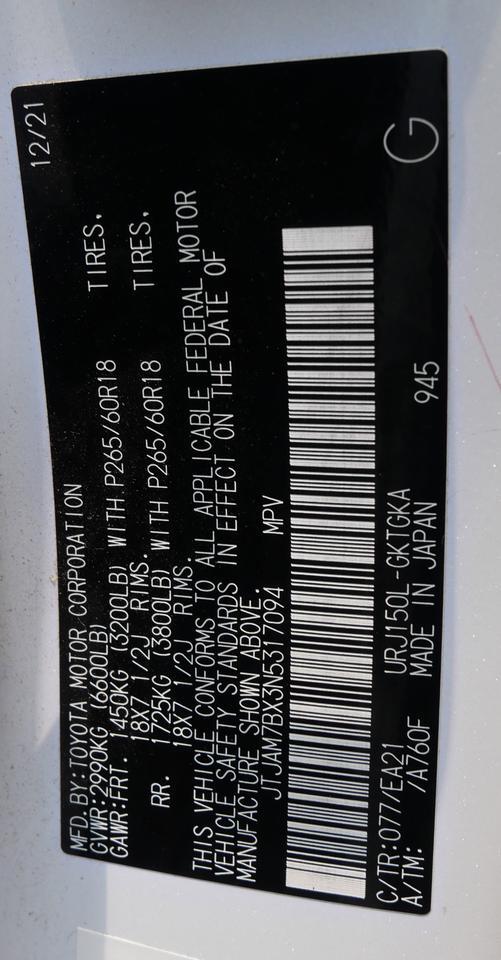 MFD. BY:TOYOTA MOTOR CORPORATION 12/21
GVWR:2990KG (6600LB)
GAWR:FRT. 1450KG (3200LB) WITH P265/60R18 TIRES.
18X7 1/2J RIMS.
RR. 1725KG (3800LB) WITH P265/60R18 TIRES.
18X7 1/2J RIMS.
THIS VEHICLE CONFORMS TO ALL APPLICABLE FEDERAL MOTOR
VEHICLE SAFETY STANDARDS IN EFFECT ON THE DATE OF
MANUFACTURE SHOWN ABOVE.
JTJAM7BX3N5317094 MPV
C/TR:077/EA21 URJ150L-GKTGKA
A/TM: /A760F MADE IN JAPAN 945 G